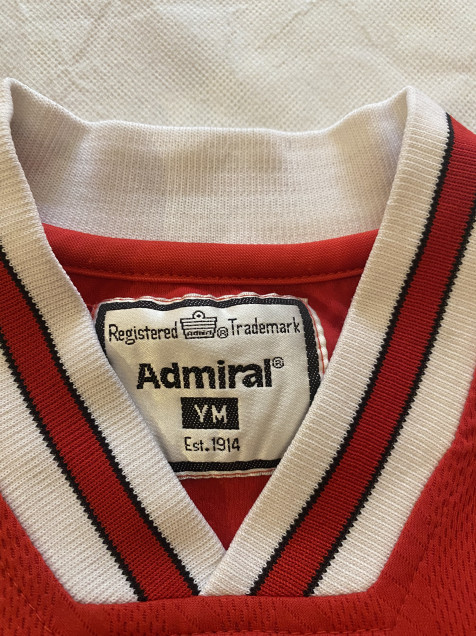 Registered ® Trademark
Admiral®
YM
Est. 1914